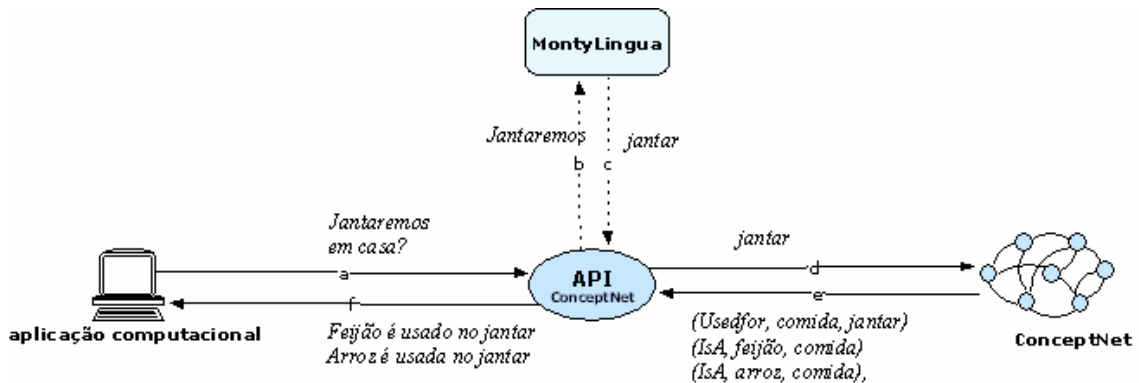 MontyLingua
Jantaremos
jantar
b
c
Jantaremos
em casa?
jantar
a
API
ConceptNet
d
f
e
aplicação computacional
Feijão é usado no jantar
Arroz é usada no jantar
(Usedfor, comida, jantar)
(IsA, feijão, comida)
(IsA, arroz, comida),
ConceptNet